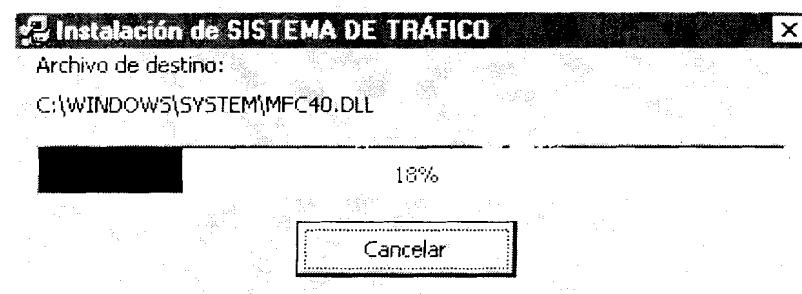 Instalación de SISTEMA DE TRÁFICO
Archivo de destino:
C:\WINDOWS\SYSTEM\MFC40.DLL
18%
Cancelar